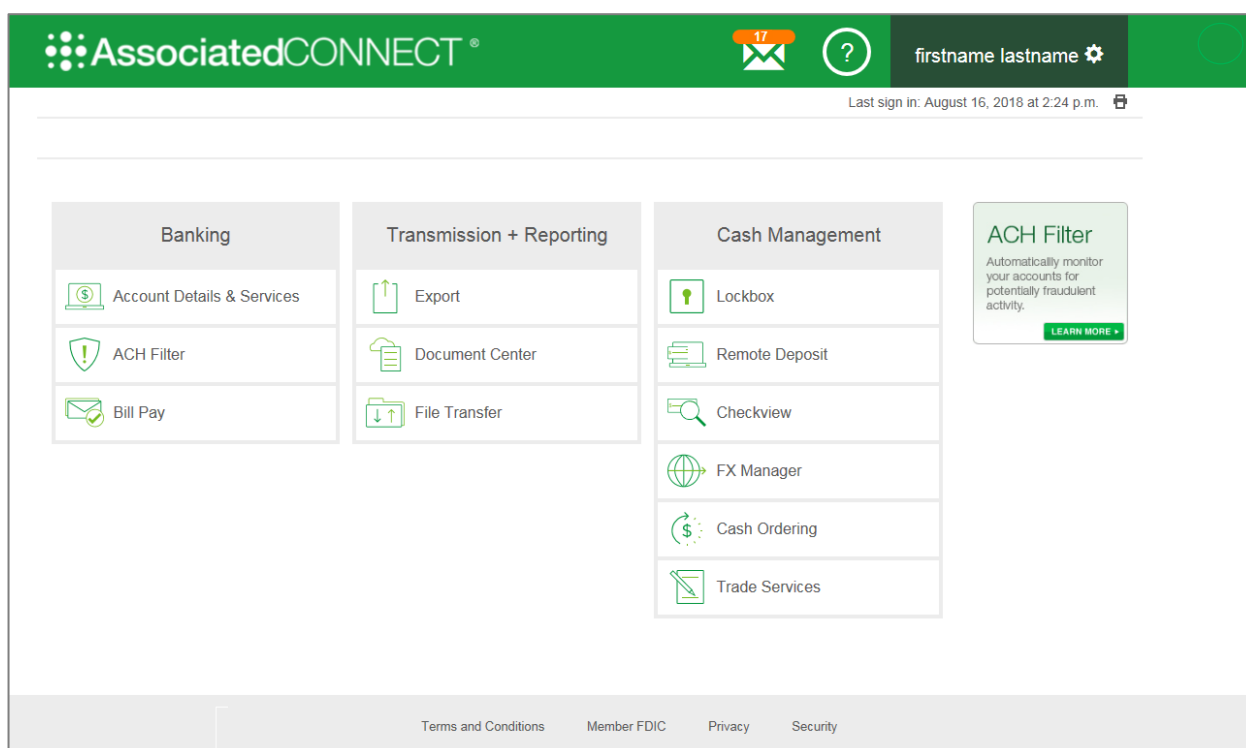 AssociatedCONNECT ®
17
?
firstname lastname
Last sign in: August 16, 2018 at 2:24 p.m.
Banking
Account Details & Services
ACH Filter
Bill Pay
Transmission + Reporting
Export
Document Center
File Transfer
Cash Management
Lockbox
Remote Deposit
Checkview
FX Manager
Cash Ordering
Trade Services
ACH Filter
Automatically monitor
your accounts for
potentially fraudulent
activity.
LEARN MORE
Terms and Conditions Member FDIC Privacy Security